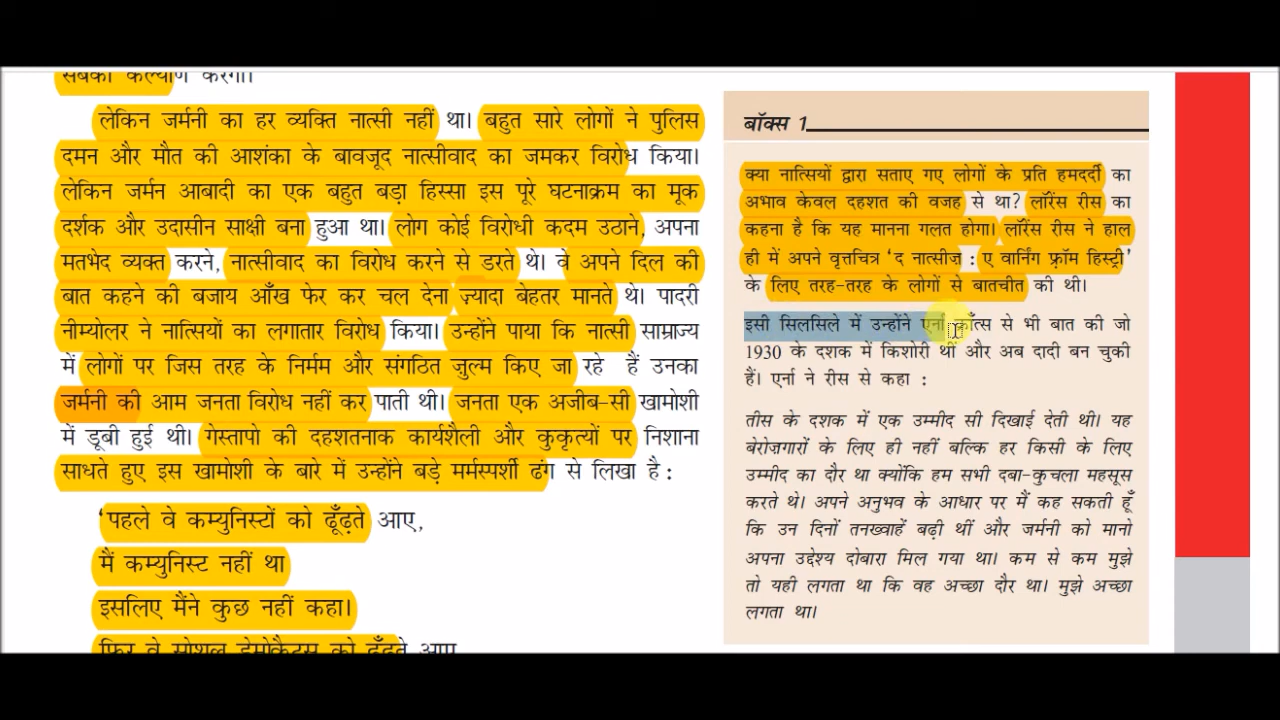 सबका कल्याण करेगा।
लेकिन जर्मनी का हर व्यक्ति नात्सी नहीं था। बहुत सारे लोगों ने पुलिस
दमन और मौत की आशंका के बावजूद नात्सीवाद का जमकर विरोध किया।
लेकिन जर्मन आबादी का एक बहुत बड़ा हिस्सा इस पूरे घटनाक्रम का मूक
दर्शक और उदासीन साक्षी बना हुआ था। लोग कोई विरोधी कदम उठाने, अपना
मतभेद व्यक्त करने, नात्सीवाद का विरोध करने से डरते थे। वे अपने दिल की
बात कहने की बजाय आँख फेर कर चल देना ज़्यादा बेहतर मानते थे। पादरी
नीम्योलर ने नात्सियों का लगातार विरोध किया। उन्होंने पाया कि नात्सी साम्राज्य
में लोगों पर जिस तरह के निर्मम और संगठित ज़ुल्म किए जा रहे हैं उनका
जर्मनी की आम जनता विरोध नहीं कर पाती थी। जनता एक अजीब-सी खामोशी
में डूबी हुई थी। गेस्तापो की दहशतनाक कार्यशैली और कुकृत्यों पर निशाना
साधते हुए इस खामोशी के बारे में उन्होंने बड़े मर्मस्पर्शी ढंग से लिखा है :
‘पहले वे कम्युनिस्टों को ढूँढ़ते आए,
मैं कम्युनिस्ट नहीं था
इसलिए मैंने कुछ नहीं कहा।
फिर वे सोशल डेमोक्रैट्स को ढूँढ़ते आए
बॉक्स 1
क्या नात्सियों द्वारा सताए गए लोगों के प्रति हमदर्दी का
अभाव केवल दहशत की वजह से था? लॉरेंस रीस का
कहना है कि यह मानना गलत होगा। लॉरेंस रीस ने हाल
ही में अपने वृत्तचित्र ‘द नात्सीज़ : ए वार्निंग फ़्रॉम हिस्ट्री’
के लिए तरह-तरह के लोगों से बातचीत की थी।
इसी सिलसिले में उन्होंने एर्ना क्रॉंत्स से भी बात की जो
1930 के दशक में किशोरी थीं और अब दादी बन चुकी
हैं। एर्ना ने रीस से कहा :
तीस के दशक में एक उम्मीद सी दिखाई देती थी। यह
बेरोज़गारों के लिए ही नहीं बल्कि हर किसी के लिए
उम्मीद का दौर था क्योंकि हम सभी दबा-कुचला महसूस
करते थे। अपने अनुभव के आधार पर मैं कह सकती हूँ
कि उन दिनों तनख्वाहें बढ़ी थीं और जर्मनी को मानो
अपना उद्देश्य दोबारा मिल गया था। कम से कम मुझे
तो यही लगता था कि वह अच्छा दौर था। मुझे अच्छा
लगता था।